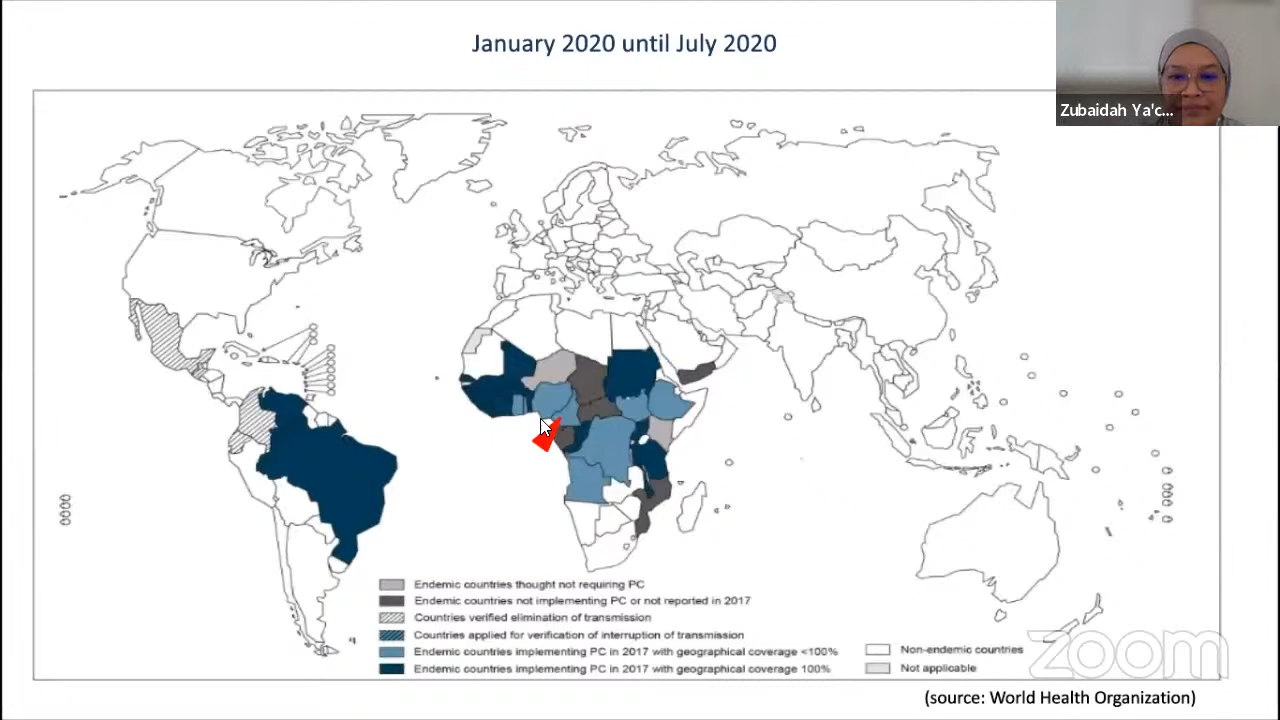 January 2020 until July 2020
Zubaidah Ya'c...
Endemic countries thought not requiring PC
Endemic countries not implementing PC or not reported in 2017
Countries verified elimination of transmission
Countries applied for verification of interruption of transmission
Endemic countries implementing PC in 2017 with geographical coverage <100%
Endemic countries implementing PC in 2017 with geographical coverage 100%
Non-endemic countries
Not applicable
zoom
(source: World Health Organization)